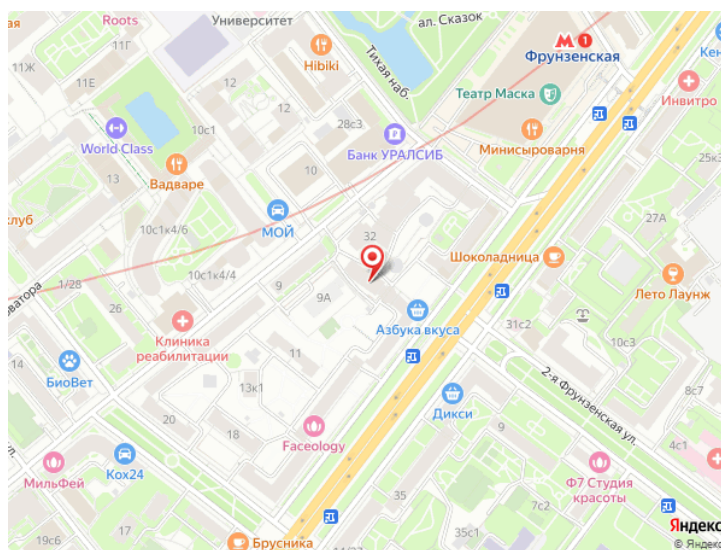 Roots
Университет
ал. Сказок
Фрунзенская
11Г
11Ж
11Е
12
12
Hibiki
Тихая наб.
Театр Маска
Инвитро
28с3
10с1
World Class
Банк УРАЛСИБ
Минисыроварня
13
Вадваре
10
25к3
клуб
10с1к4/6
МОЙ
32
27А
Шоколадница
1/28
10с1к4/4
9
9А
Лето Лаунж
26
Азбука вкуса
31с2
Клиника
реабилитации
10с3
14
БиоВет
11
13к1
2-я Фрунзенская ул.
8с7
20
18
Дикси
Faceology
9
4с1
МильФей
Кох24
35
Ф7 Студия
красоты
17
7с2
19с6
Брусника
35с1
Яндекс
© Яндекс